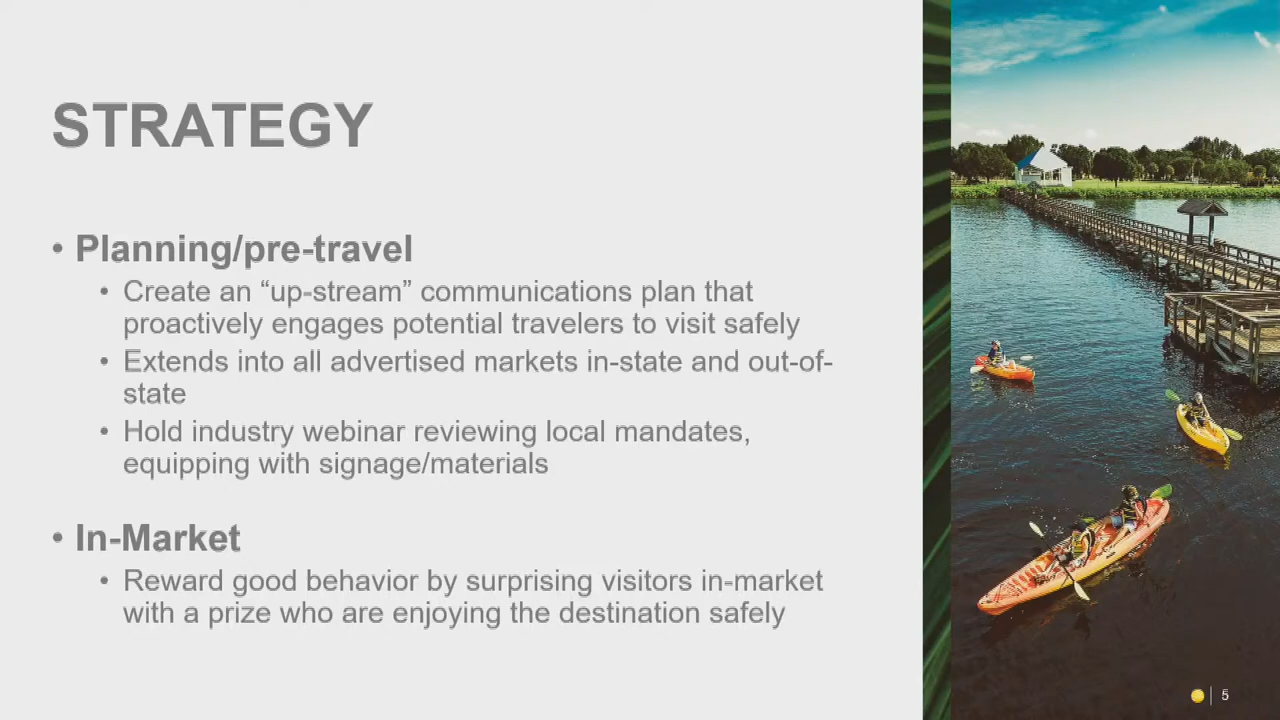 STRATEGY
• Planning/pre-travel
• Create an “up-stream” communications plan that
proactively engages potential travelers to visit safely
• Extends into all advertised markets in-state and out-of-
state
• Hold industry webinar reviewing local mandates,
equipping with signage/materials
• In-Market
• Reward good behavior by surprising visitors in-market
with a prize who are enjoying the destination safely
5